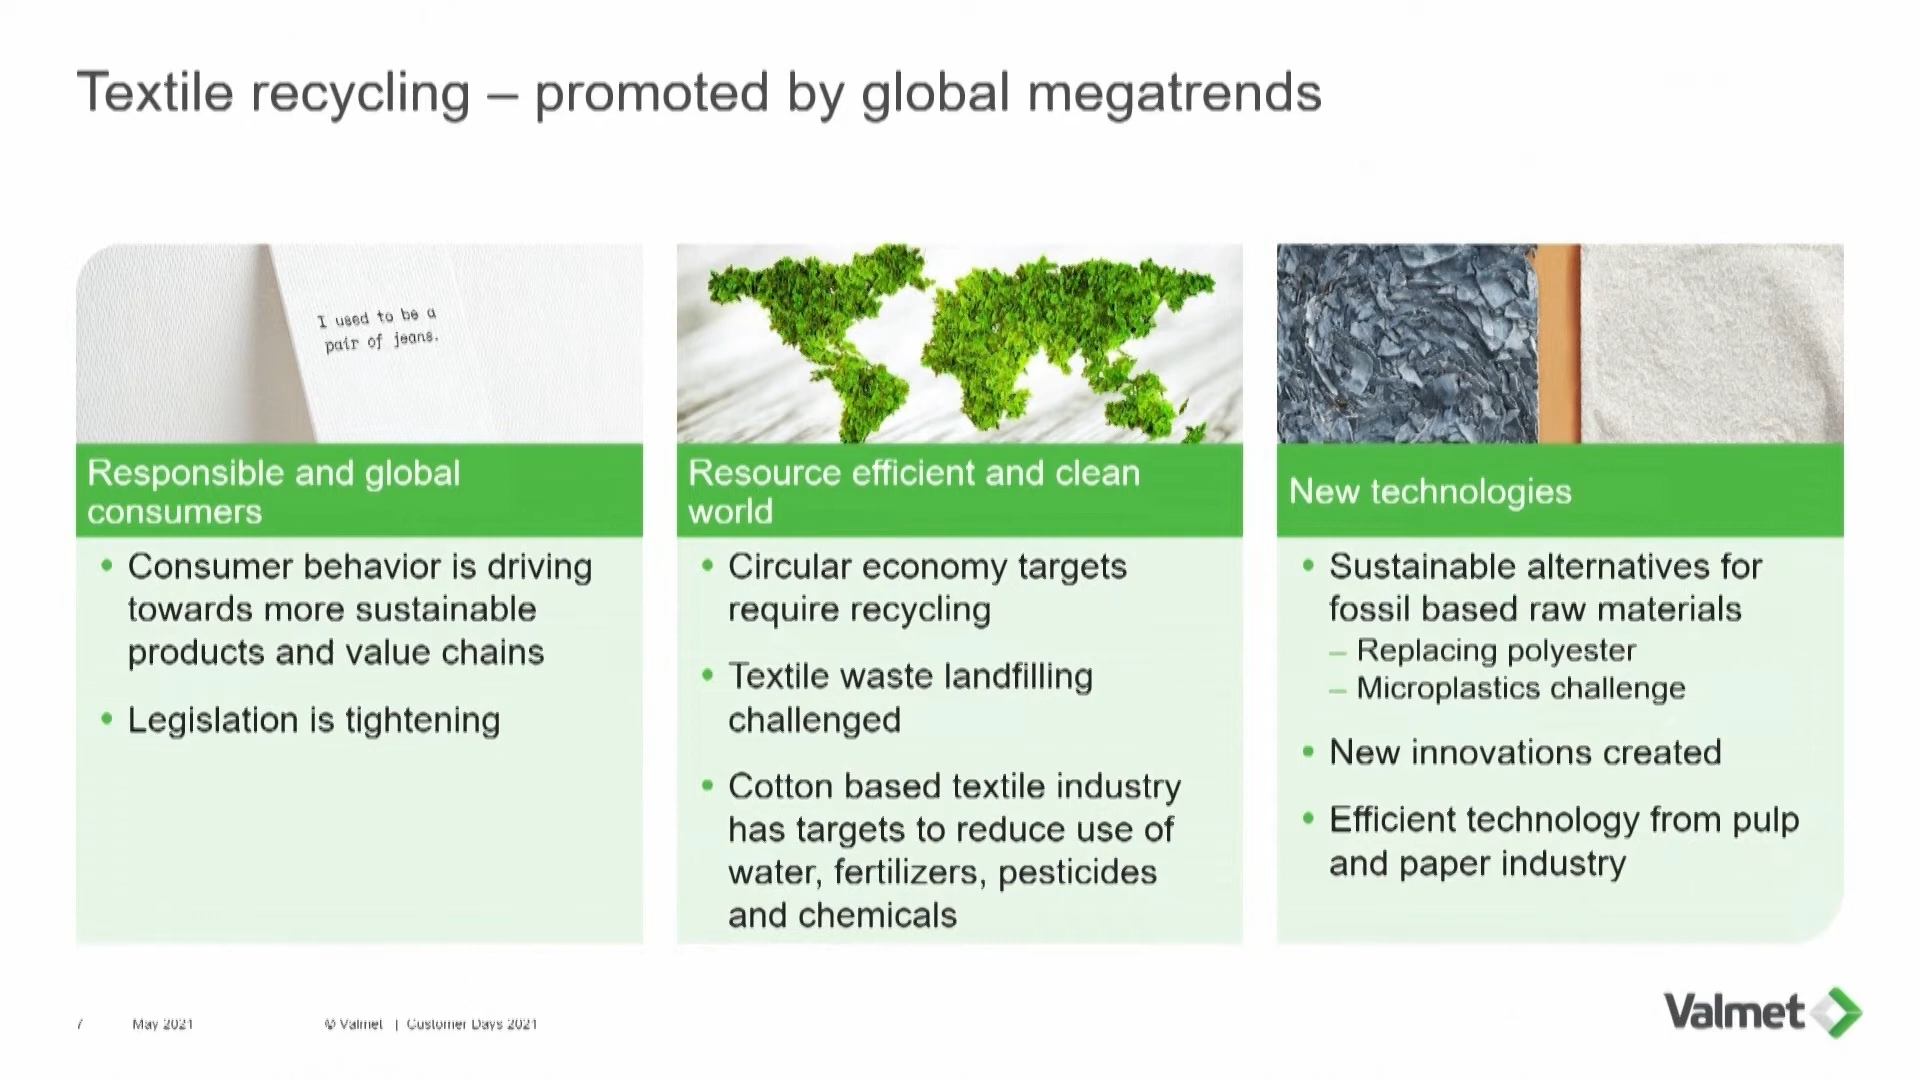 Textile recycling – promoted by global megatrends
I used to be a
pair of jeans.
Responsible and global
consumers
• Consumer behavior is driving
towards more sustainable
products and value chains
• Legislation is tightening
Resource efficient and clean
world
• Circular economy targets
require recycling
• Textile waste landfilling
challenged
• Cotton based textile industry
has targets to reduce use of
water, fertilizers, pesticides
and chemicals
New technologies
• Sustainable alternatives for
fossil based raw materials
– Replacing polyester
– Microplastics challenge
• New innovations created
• Efficient technology from pulp
and paper industry
7 May 2021 © Valmet | Customer Days 2021
Valmet